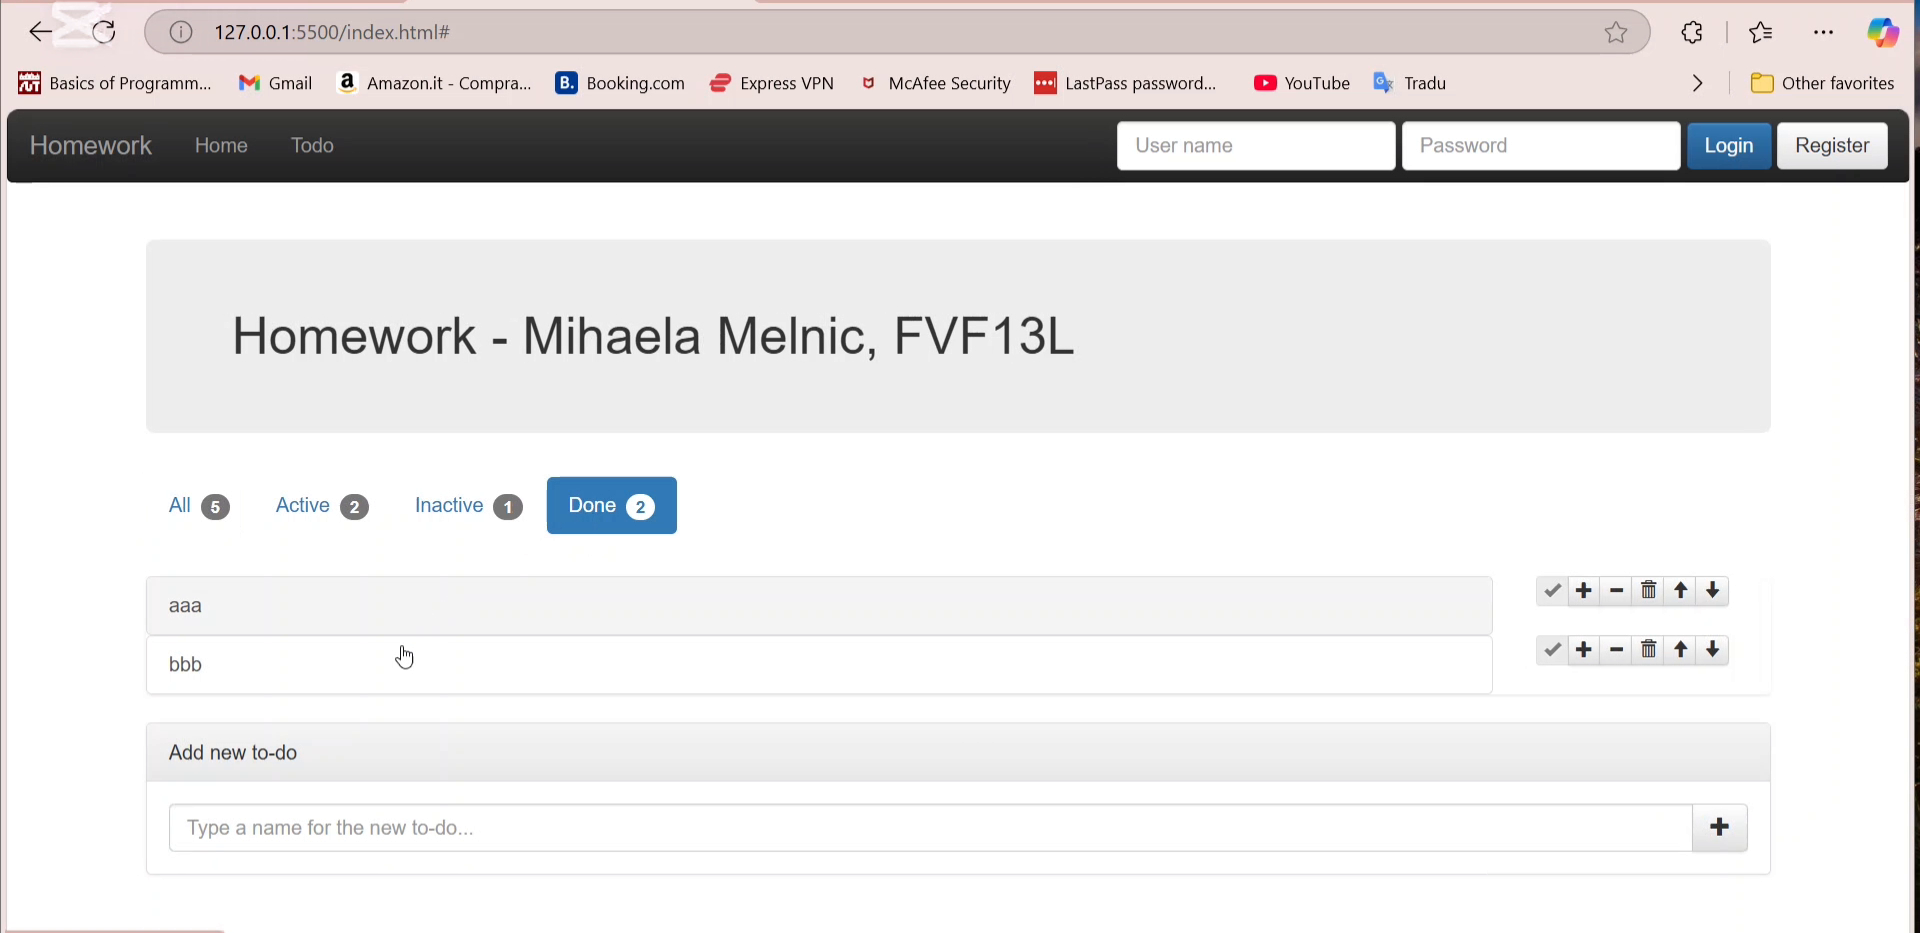 127.0.0.1:5500/index.html#
Basics of Programm... Gmail Amazon.it - Compra... Booking.com Express VPN McAfee Security LastPass password... YouTube Tradu Other favorites
Homework Home Todo User name Password Login Register
Homework - Mihaela Melnic, FVF13L
All 5 Active 2 Inactive 1 Done 2
aaa
bbb
Add new to-do
Type a name for the new to-do...